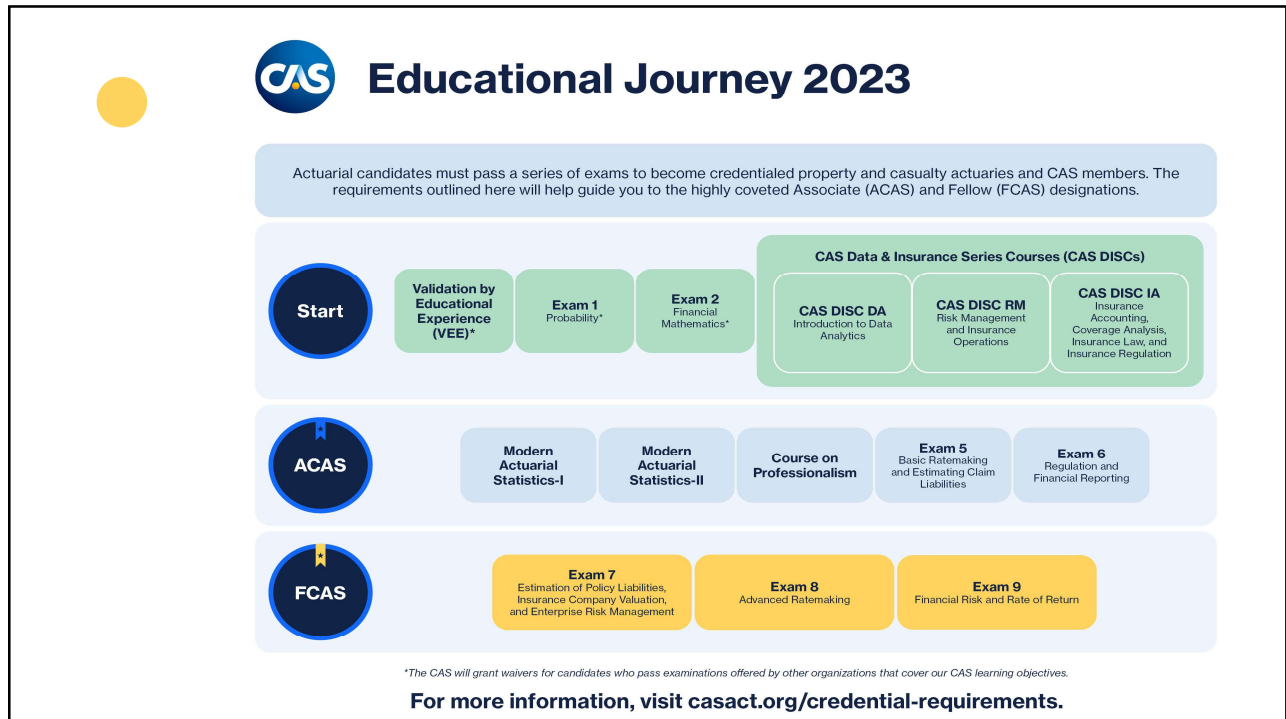 CAS
Educational Journey 2023
Actuarial candidates must pass a series of exams to become credentialed property and casualty actuaries and CAS members. The
requirements outlined here will help guide you to the highly coveted Associate (ACAS) and Fellow (FCAS) designations.
Start
Validation by
Educational
Experience
(VEE)*
Exam 1
Probability*
Exam 2
Financial
Mathematics*
CAS Data & Insurance Series Courses (CAS DISCs)
CAS DISC DA
Introduction to Data
Analytics
CAS DISC RM
Risk Management
and Insurance
Operations
CAS DISC IA
Insurance
Accounting,
Coverage Analysis,
Insurance Law, and
Insurance Regulation
ACAS
Modern
Actuarial
Statistics-I
Modern
Actuarial
Statistics-II
Course on
Professionalism
Exam 5
Basic Ratemaking
and Estimating Claim
Liabilities
Exam 6
Regulation and
Financial Reporting
FCAS
Exam 7
Estimation of Policy Liabilities,
Insurance Company Valuation,
and Enterprise Risk Management
Exam 8
Advanced Ratemaking
Exam 9
Financial Risk and Rate of Return
*The CAS will grant waivers for candidates who pass examinations offered by other organizations that cover our CAS learning objectives.
For more information, visit casact.org/credential-requirements.